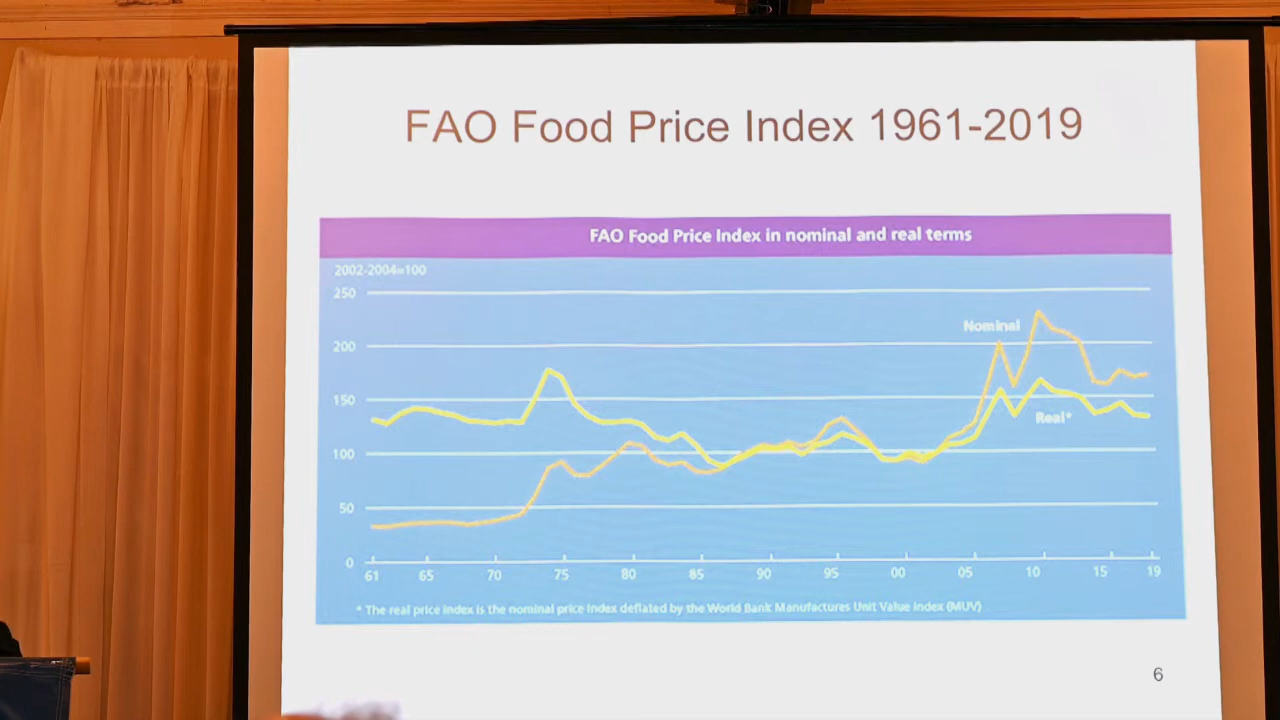 FAO Food Price Index 1961-2019
FAO Food Price Index in nominal and real terms
2002-2004=100
250
Nominal
200
150
Real*
100
50
0
61 65 70 75 80 85 90 95 00 05 10 15 19
* The real price index is the nominal price index deflated by the World Bank Manufactures Unit Value Index (MUV)
6